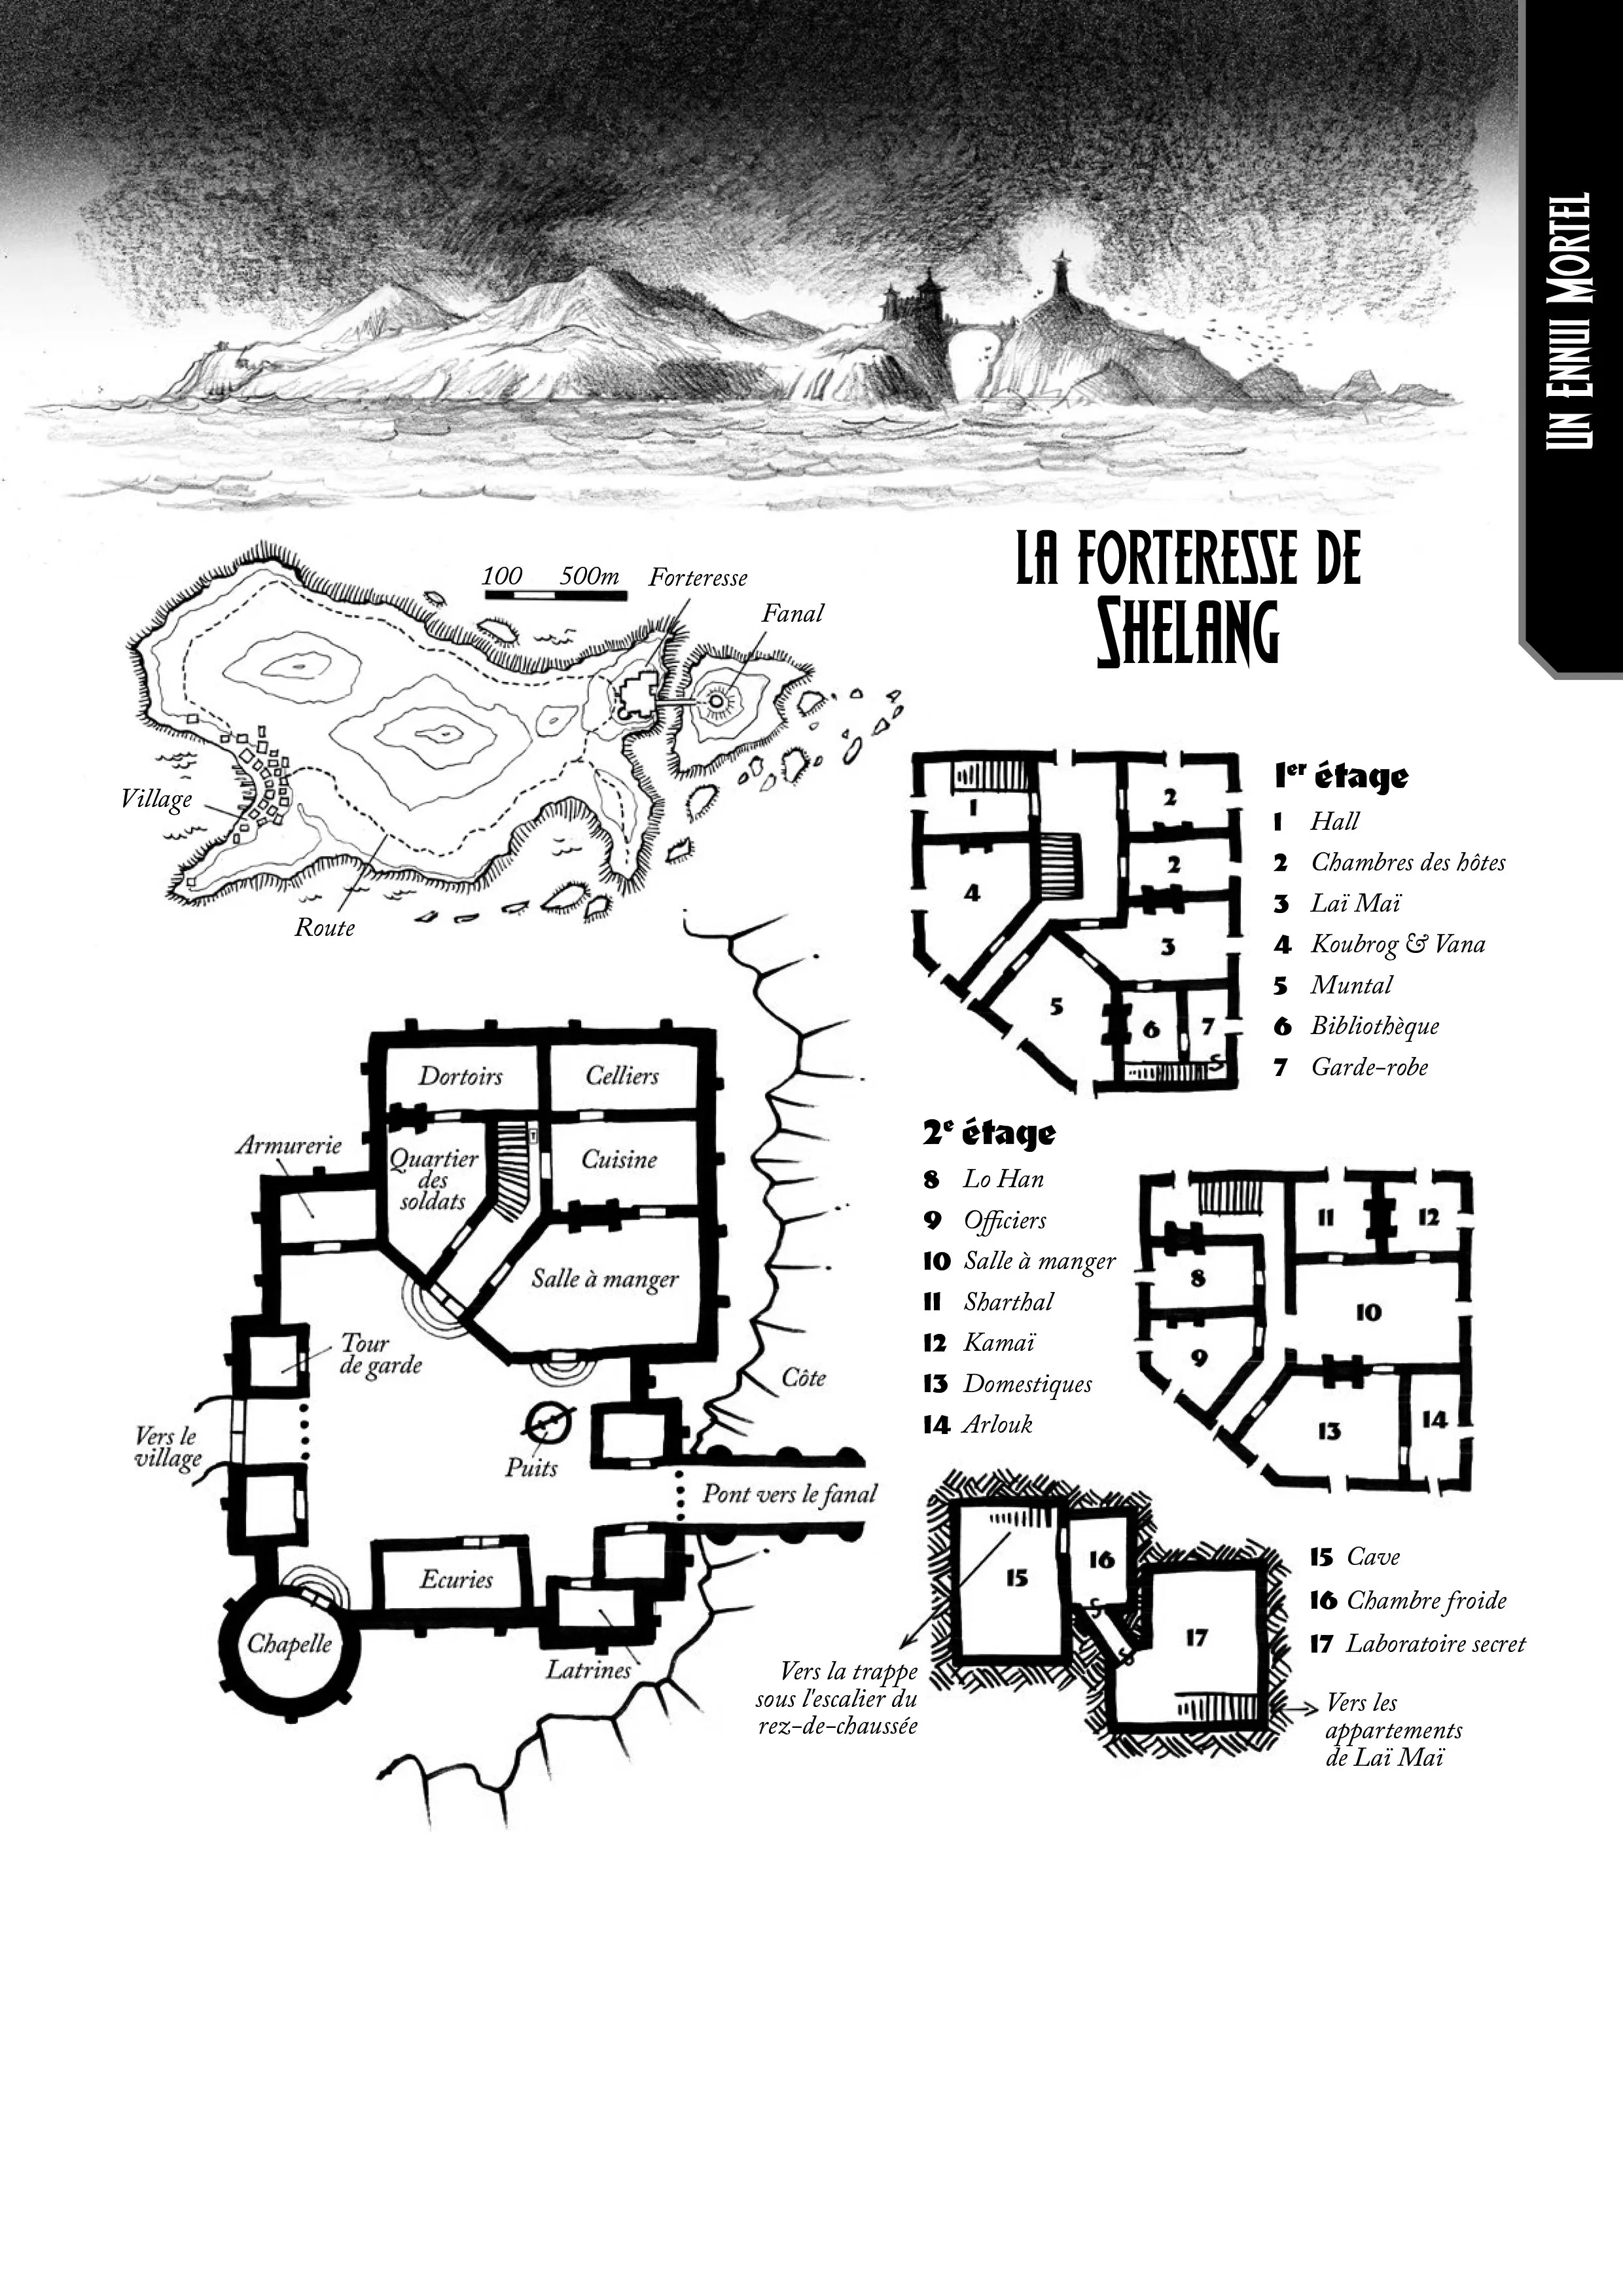 Un Ennui Mortel
La forteresse de
Shelang
100 500m
Forteresse
Fanal
Village
Route
1er étage
1 Hall
2 Chambres des hôtes
3 Laï Maï
4 Koubrog & Vana
5 Muntal
6 Bibliothèque
7 Garde-robe
1
2
2
3
4
5
6
7
S
Dortoirs
Celliers
Armurerie
Quartier
des
soldats
T
Cuisine
Salle à manger
Tour
de garde
Côte
Vers le
village
Puits
Pont vers le fanal
Ecuries
Chapelle
Latrines
2e étage
8 Lo Han
9 Officiers
10 Salle à manger
11 Sharthal
12 Kamaï
13 Domestiques
14 Arlouk
11
12
8
10
9
13
14
15
16
17
S
S
15 Cave
16 Chambre froide
17 Laboratoire secret
Vers la trappe
sous l'escalier du
rez-de-chaussée
Vers les
appartements
de Laï Maï